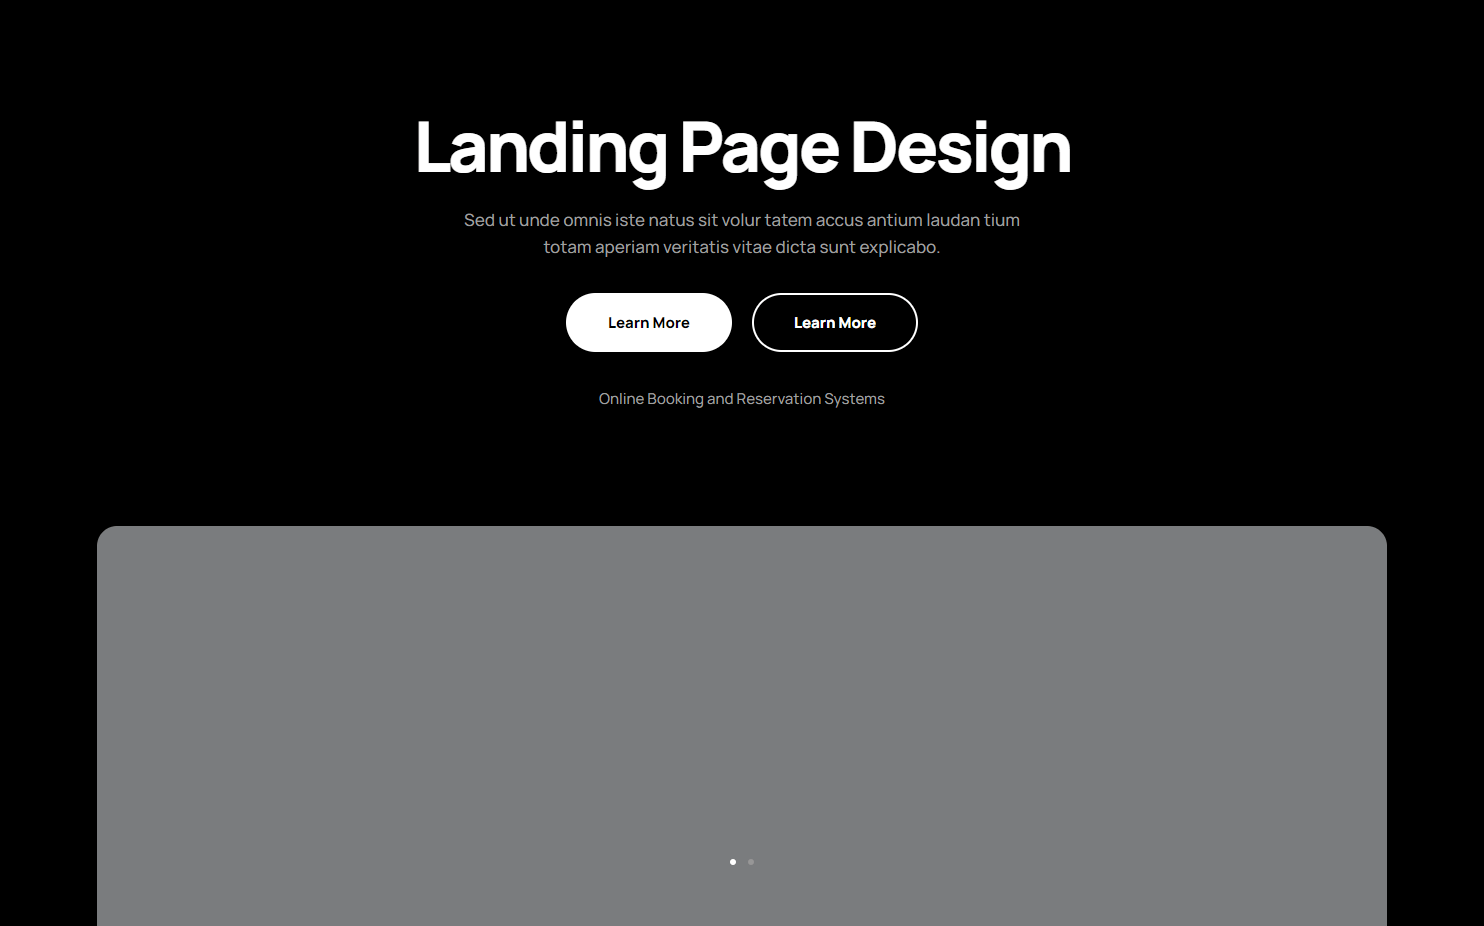 Landing Page Design
Sed ut unde omnis iste natus sit volur tatem accus antium laudan tium
totam aperiam veritatis vitae dicta sunt explicabo.
Learn More
Learn More
Online Booking and Reservation Systems